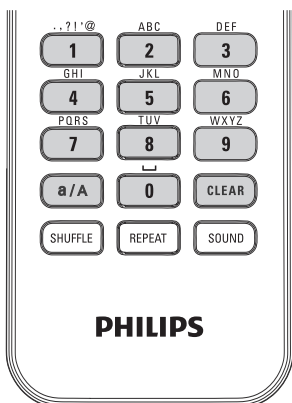 .,?!'@ ABC DEF
1 2 3
GHI JKL MNO
4 5 6
PQRS TUV WXYZ
7 8 9
a/A 0 CLEAR
SHUFFLE REPEAT SOUND
PHILIPS